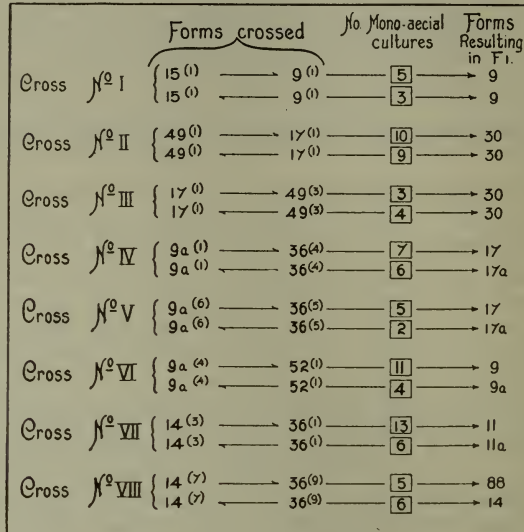 Forms crossed No. Mono-aecial cultures Forms Resulting in F1.
Cross Nº I { 15(1) 9(1) 5 9
15(1) 9(1) 3 9
Cross Nº II { 49(1) 17(1) 10 30
49(1) 17(1) 9 30
Cross Nº III { 17(1) 49(3) 3 30
17(1) 49(3) 4 30
Cross Nº IV { 9a(1) 36(4) 7 17
9a(1) 36(4) 6 17a
Cross Nº V { 9a(6) 36(5) 5 17
9a(6) 36(5) 2 17a
Cross Nº VI { 9a(4) 52(1) 11 9
9a(4) 52(1) 4 9a
Cross Nº VII { 14(3) 36(1) 13 11
14(3) 36(1) 6 11a
Cross Nº VIII { 14(7) 36(9) 5 88
14(7) 36(9) 6 14